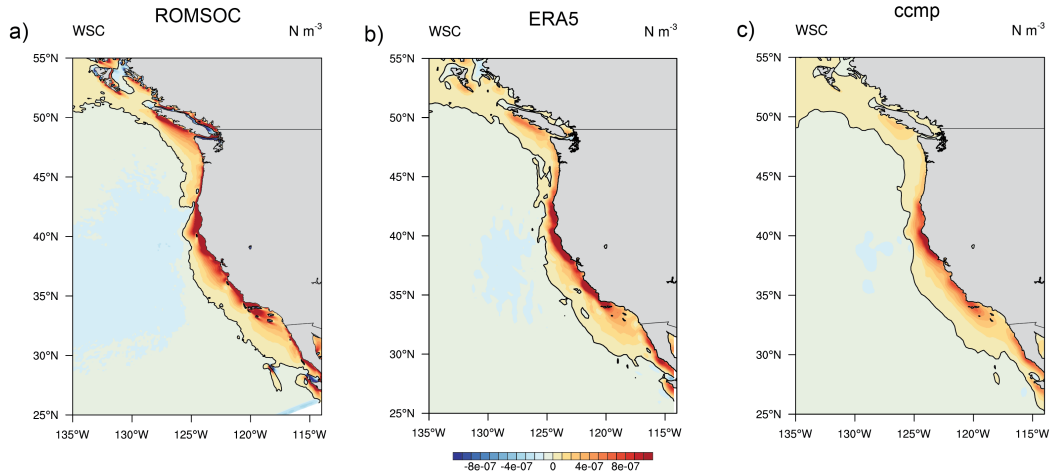 ROMSOC
ERA5
ccmp
a)
WSC
N m⁻³
b)
WSC
N m⁻³
c)
WSC
N m⁻³
55°N
50°N
45°N
40°N
35°N
30°N
25°N
135°W
130°W
125°W
120°W
115°W
55°N
50°N
45°N
40°N
35°N
30°N
25°N
135°W
130°W
125°W
120°W
115°W
55°N
50°N
45°N
40°N
35°N
30°N
25°N
135°W
130°W
125°W
120°W
115°W
-8e-07 -4e-07 0 4e-07 8e-07